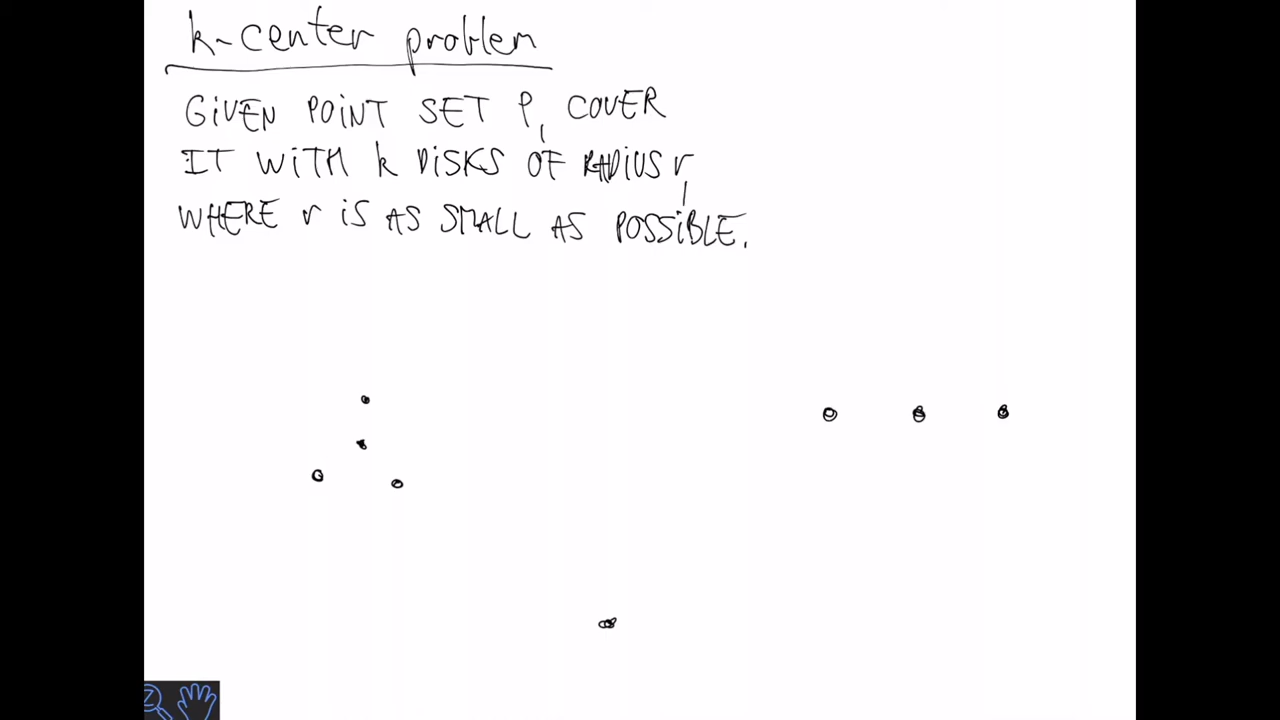 k-center problem
GIVEN POINT SET P, COVER
IT WITH k DISKS OF RADIUS r,
WHERE r IS AS SMALL AS POSSIBLE.